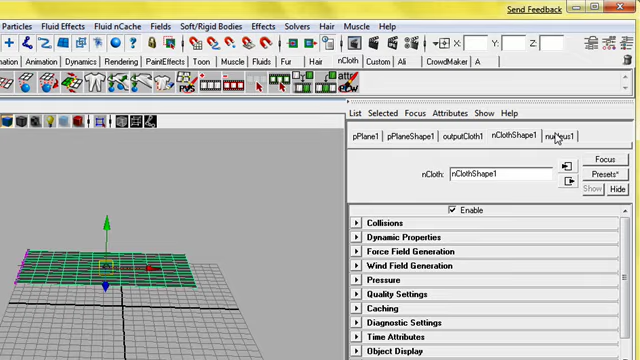 Send Feedback
Particles Fluid Effects Fluid nCache Fields Soft/Rigid Bodies Effects Solvers Hair Muscle Help
X: Y: Z:
Animation Dynamics Rendering PaintEffects Toon Muscle Fluids Fur Hair nCloth Custom Ali CrowdMaker A
List Selected Focus Attributes Show Help
pPlane1 pPlaneShape1 outputCloth1 nClothShape1
nCloth: nClothShape1
Focus
Presets*
Show Hide
Enable
Collisions
Dynamic Properties
Force Field Generation
Wind Field Generation
Pressure
Quality Settings
Caching
Diagnostic Settings
Time Attributes
Object Display